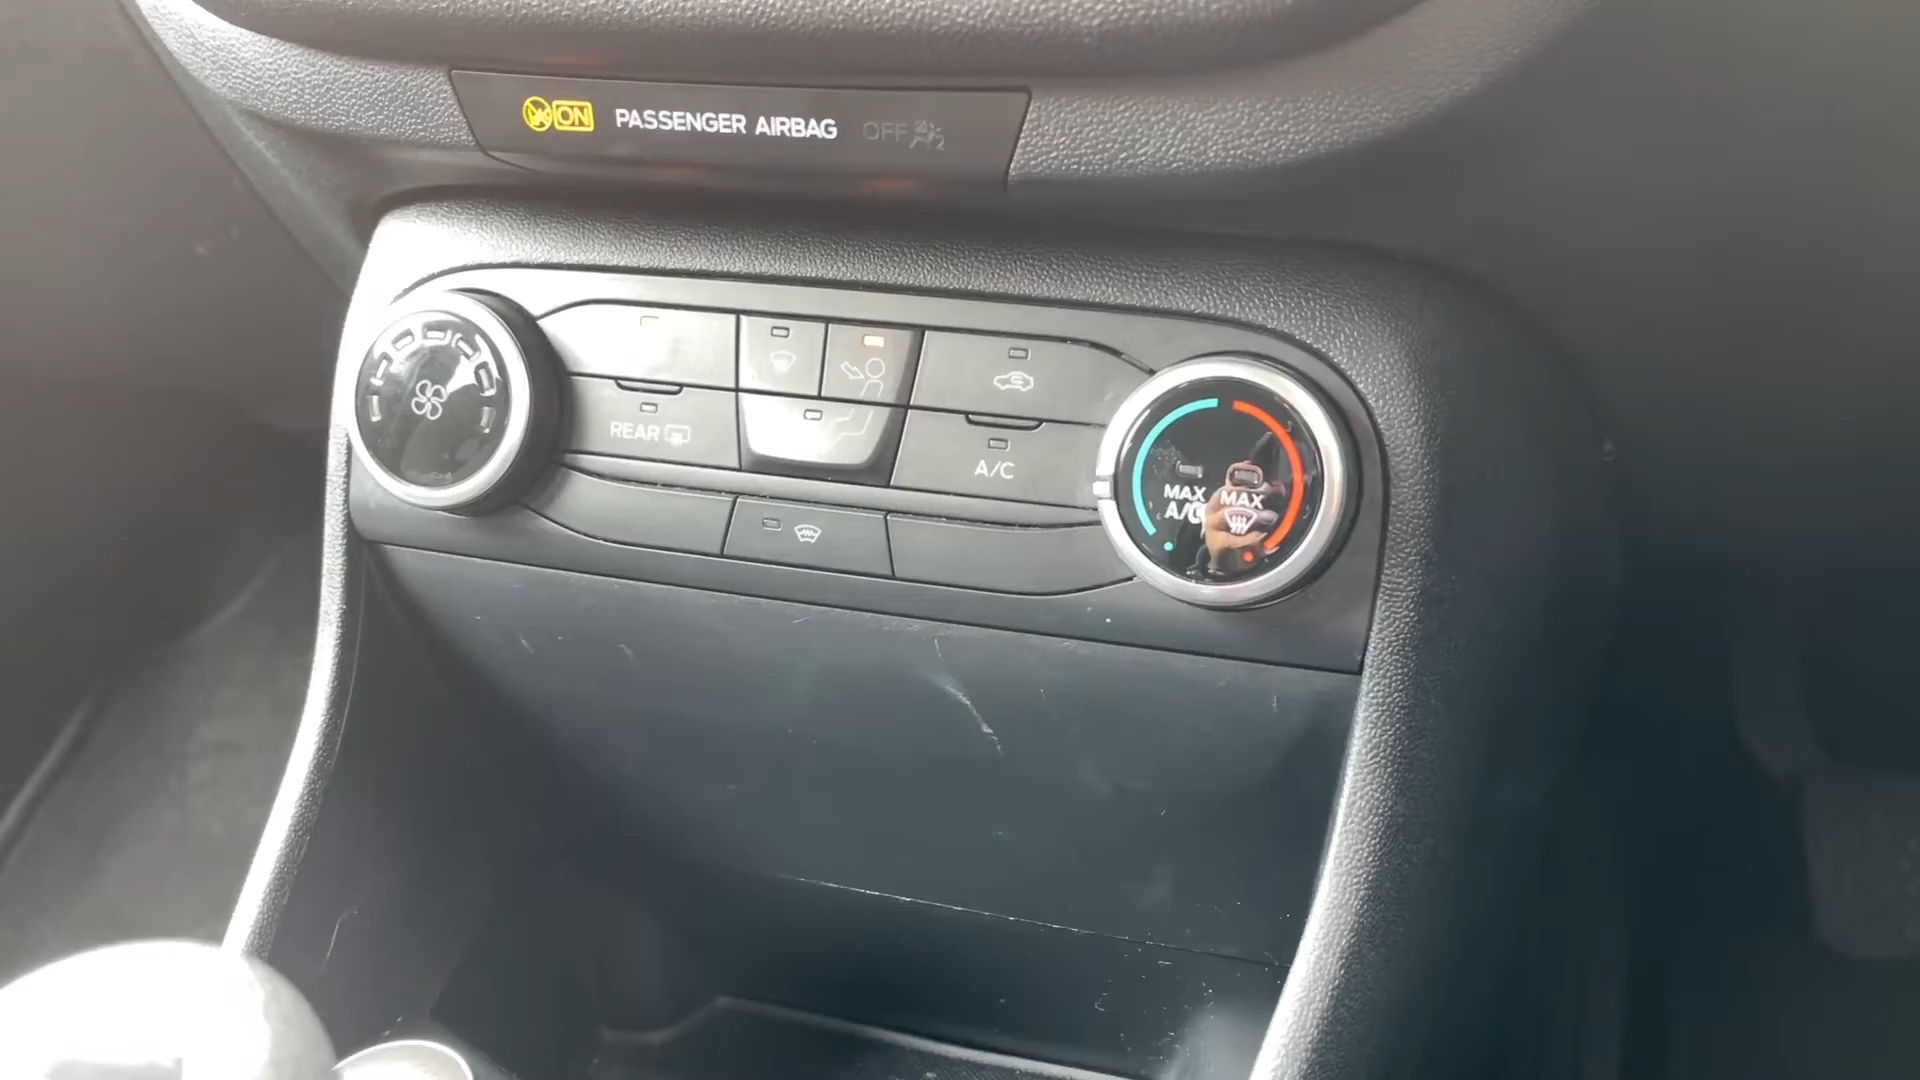 ON PASSENGER AIRBAG OFF
REAR
A/C
MAX
A/C
MAX